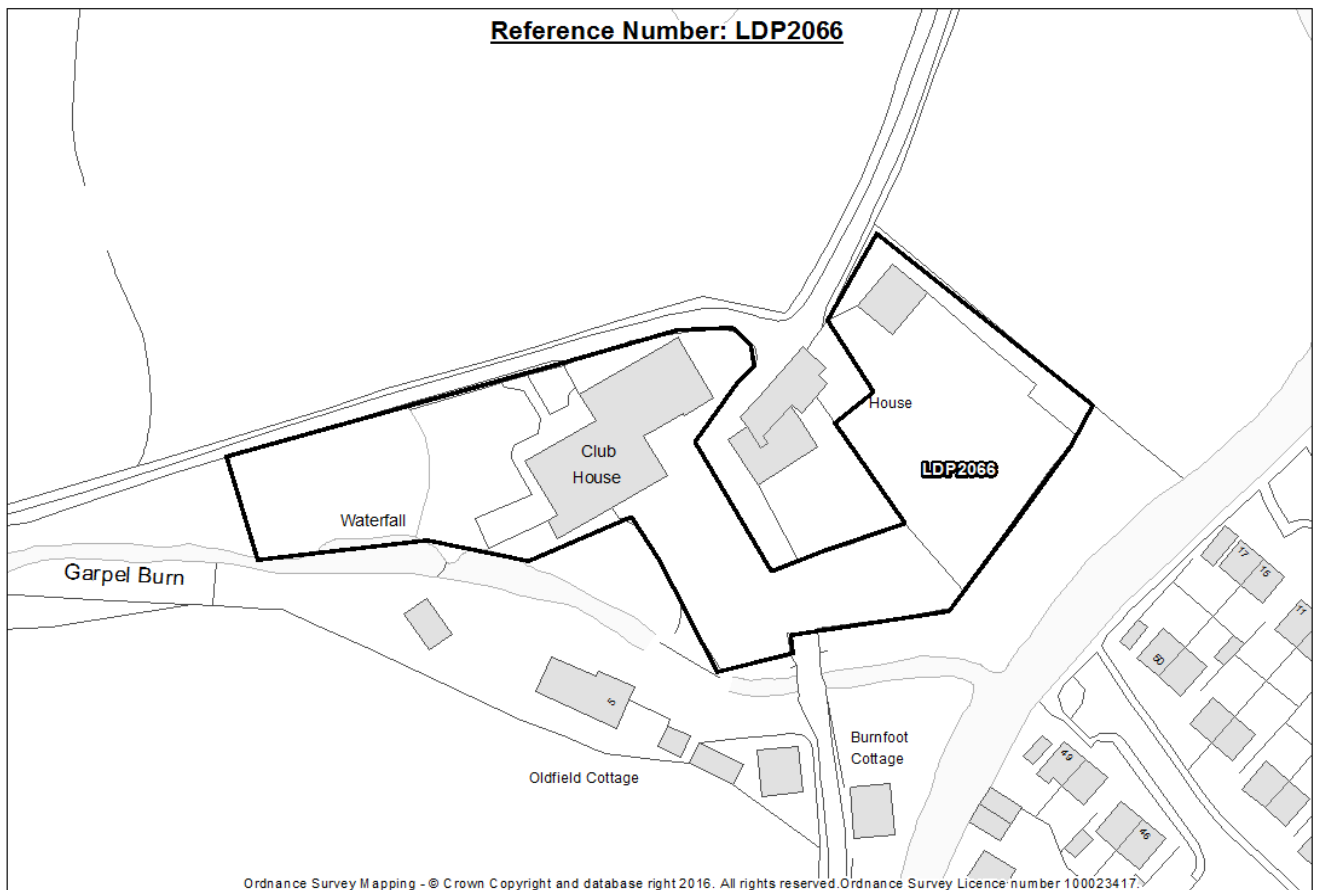 Reference Number: LDP2066
House
LDP2066
Club
House
Waterfall
Garpel Burn
17
15
11
50
5
Burnfoot
Cottage
49
Oldfield Cottage
46
Ordnance Survey Mapping - © Crown Copyright and database right 2016. All rights reserved.Ordnance Survey Licence number 100023417.